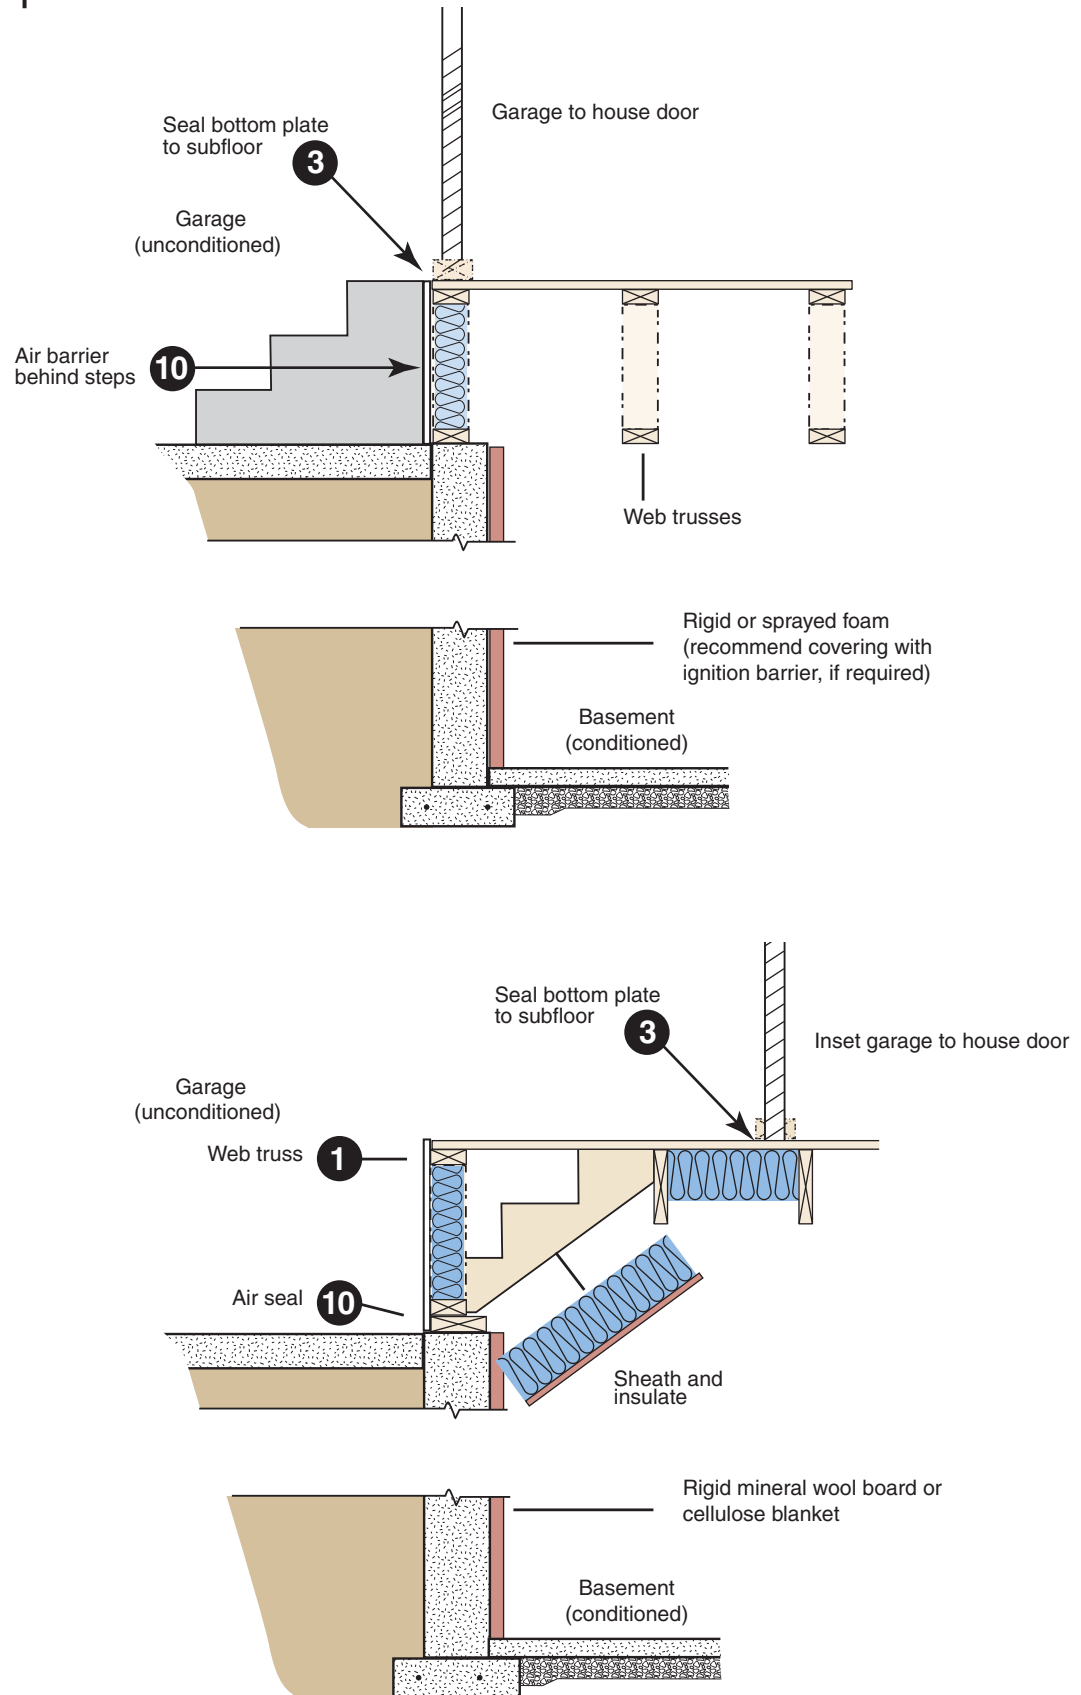 Garage to house door
Seal bottom plate
to subfloor
3
Garage
(unconditioned)
Air barrier
behind steps
10
Web trusses
Rigid or sprayed foam
(recommend covering with
ignition barrier, if required)
Basement
(conditioned)
Seal bottom plate
to subfloor
3
Inset garage to house door
Garage
(unconditioned)
Web truss
1
Air seal
10
Sheath and
insulate
Rigid mineral wool board or
cellulose blanket
Basement
(conditioned)